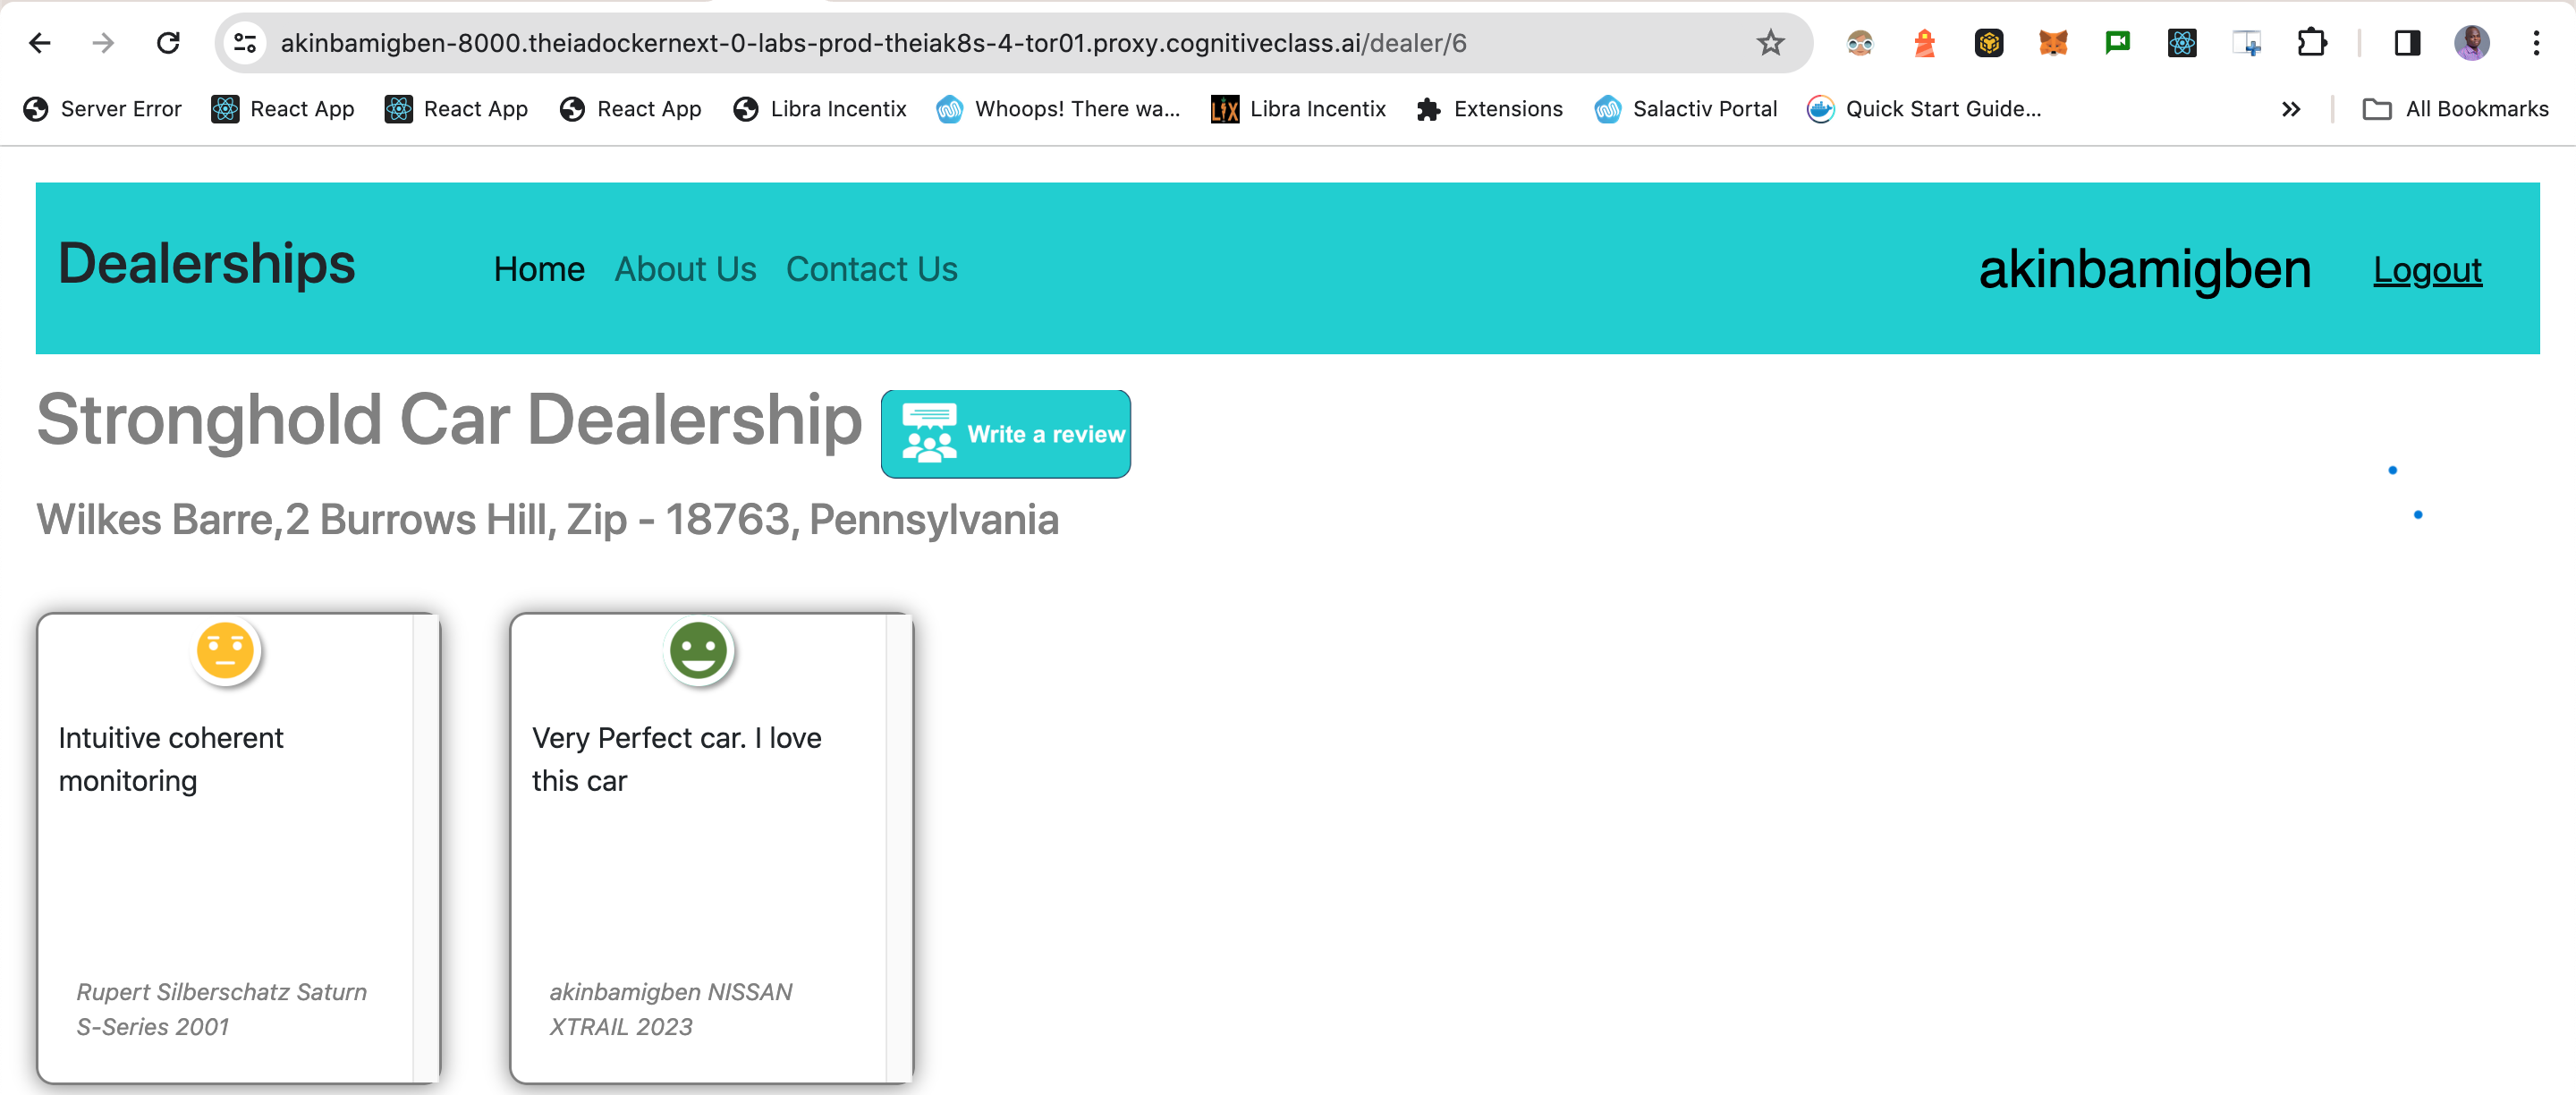 akinbamigben-8000.theiadockernext-0-labs-prod-theiak8s-4-tor01.proxy.cognitiveclass.ai/dealer/6
Server Error React App React App React App Libra Incentix Whoops! There wa... Libra Incentix Extensions Salactiv Portal Quick Start Guide... All Bookmarks
Dealerships Home About Us Contact Us akinbamigben Logout
Stronghold Car Dealership Write a review
Wilkes Barre,2 Burrows Hill, Zip - 18763, Pennsylvania
Intuitive coherent
monitoring
Rupert Silberschatz Saturn
S-Series 2001
Very Perfect car. I love
this car
akinbamigben NISSAN
XTRAIL 2023